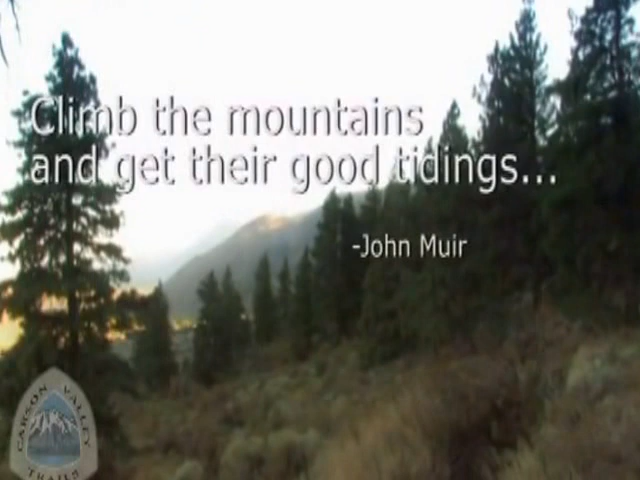 Climb the mountains
and get their good tidings...
-John Muir
CARSON VALLEY
TRAILS